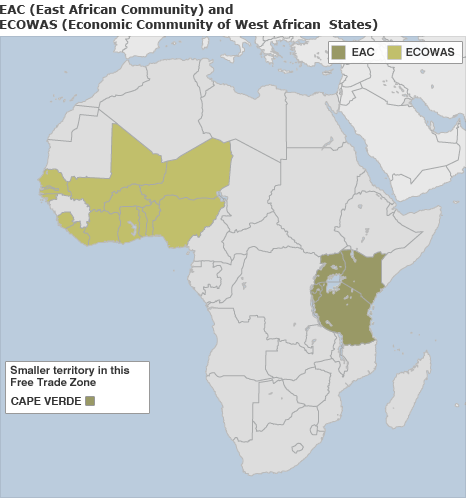 EAC (East African Community) and
ECOWAS (Economic Community of West African States)
EAC ECOWAS
Smaller territory in this
Free Trade Zone
CAPE VERDE